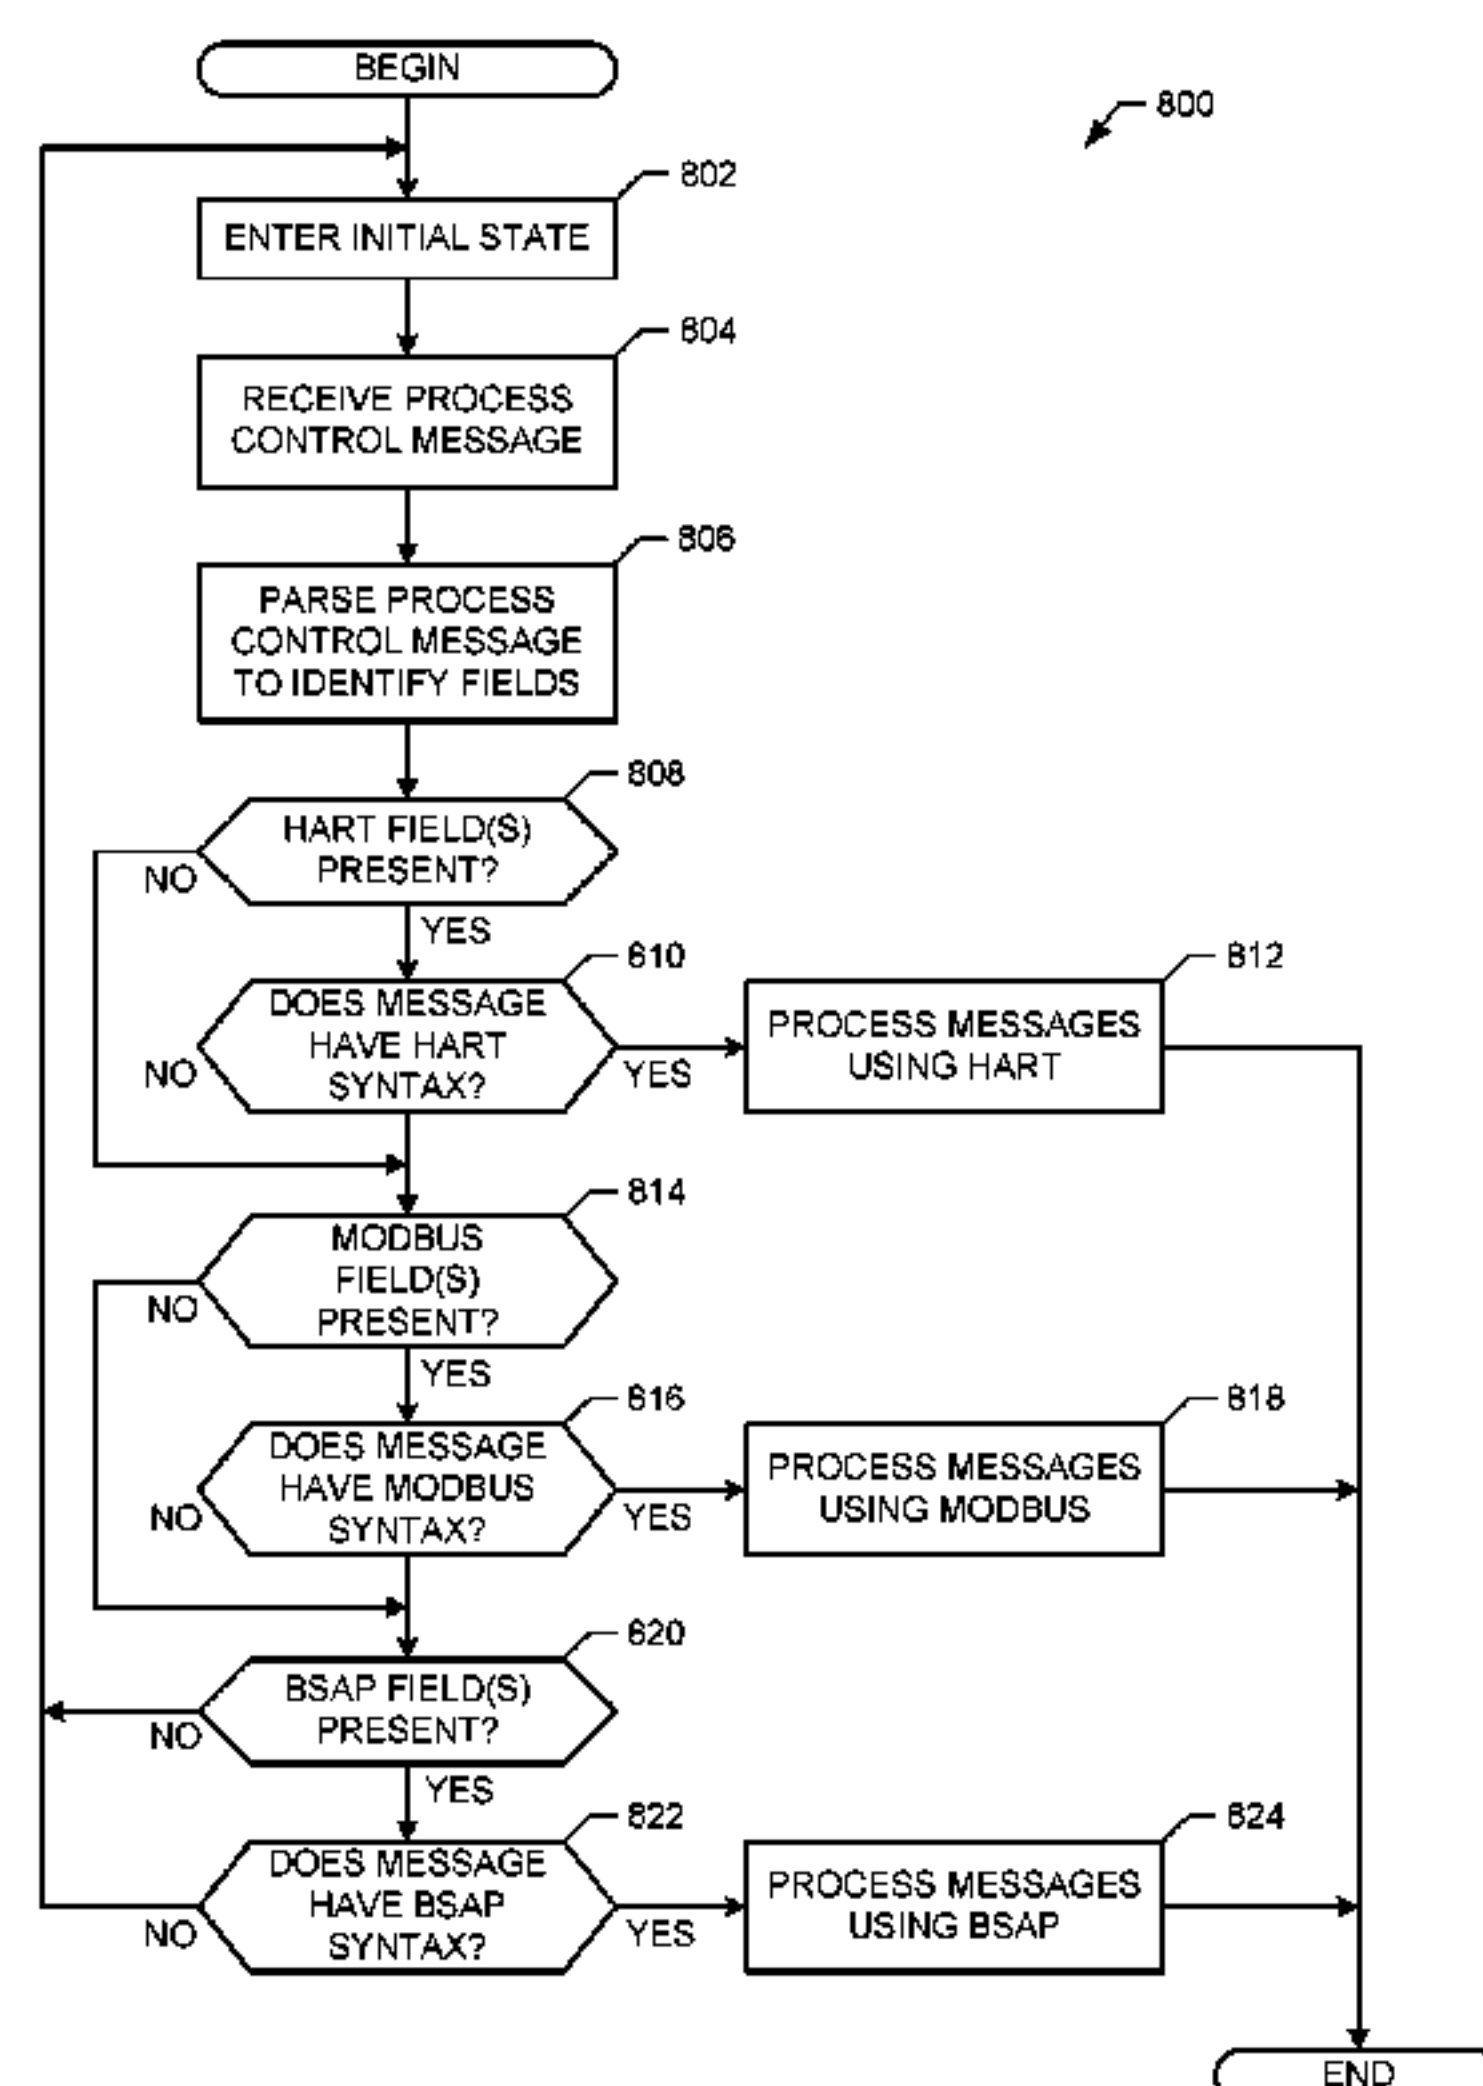 BEGIN
800
802
ENTER INITIAL STATE
804
RECEIVE PROCESS
CONTROL MESSAGE
806
PARSE PROCESS
CONTROL MESSAGE
TO IDENTIFY FIELDS
808
HART FIELD(S)
PRESENT?
NO
YES
810
DOES MESSAGE
HAVE HART
SYNTAX?
NO
YES
812
PROCESS MESSAGES
USING HART
814
MODBUS
FIELD(S)
PRESENT?
NO
YES
816
DOES MESSAGE
HAVE MODBUS
SYNTAX?
NO
YES
818
PROCESS MESSAGES
USING MODBUS
820
BSAP FIELD(S)
PRESENT?
NO
YES
822
DOES MESSAGE
HAVE BSAP
SYNTAX?
NO
YES
824
PROCESS MESSAGES
USING BSAP
END